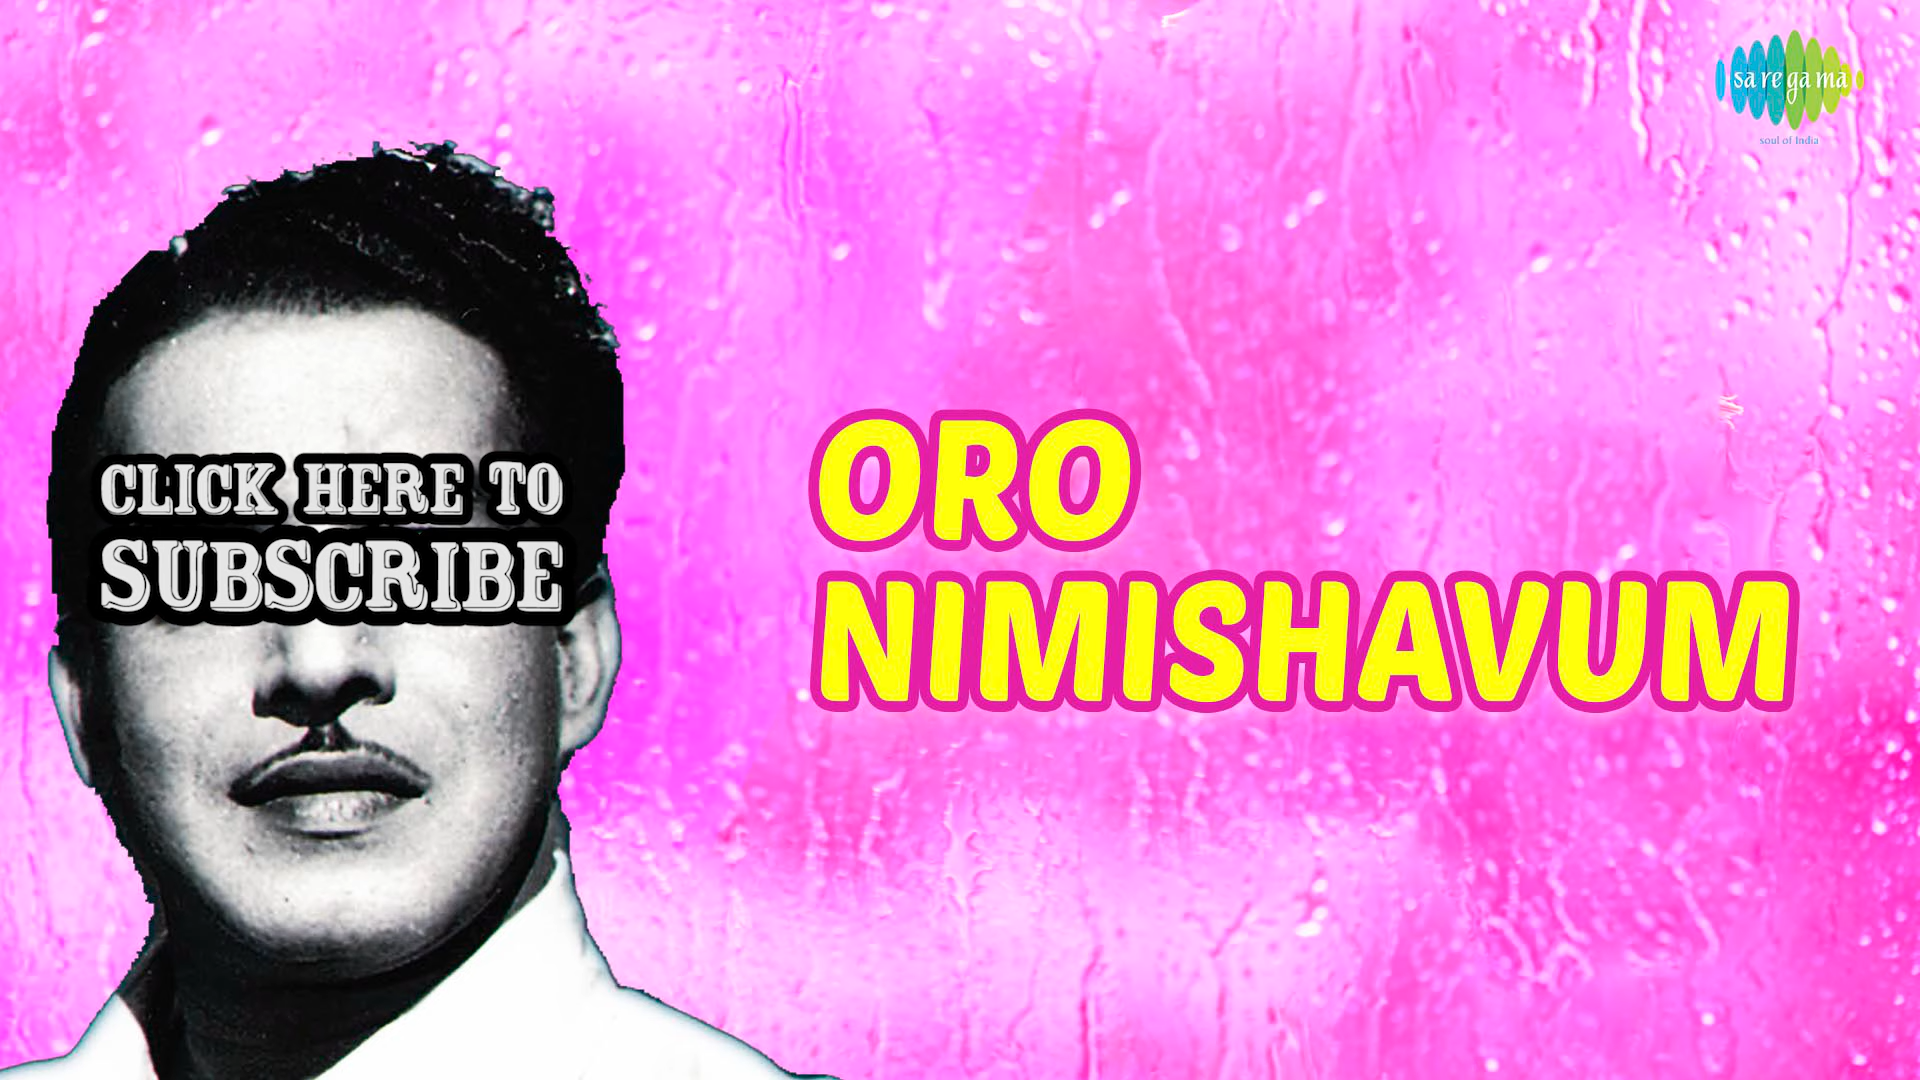 sa re ga ma
soul of India
CLICK HERE TO
SUBSCRIBE
ORO
NIMISHAVUM